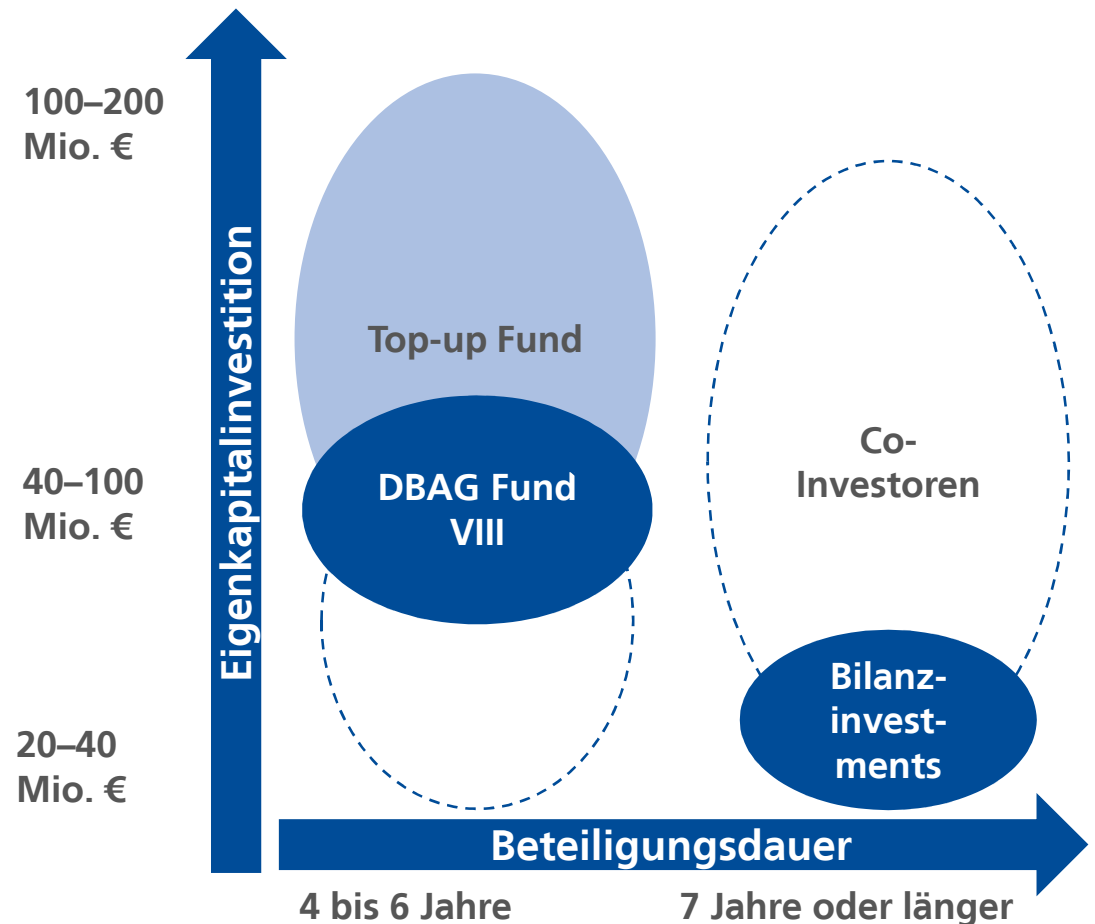 100–200
Mio. €
40–100
Mio. €
20–40
Mio. €
Eigenkapitalinvestition
Top-up Fund
DBAG Fund
VIII
Co-
Investoren
Bilanz-
invest-
ments
Beteiligungsdauer
4 bis 6 Jahre
7 Jahre oder länger